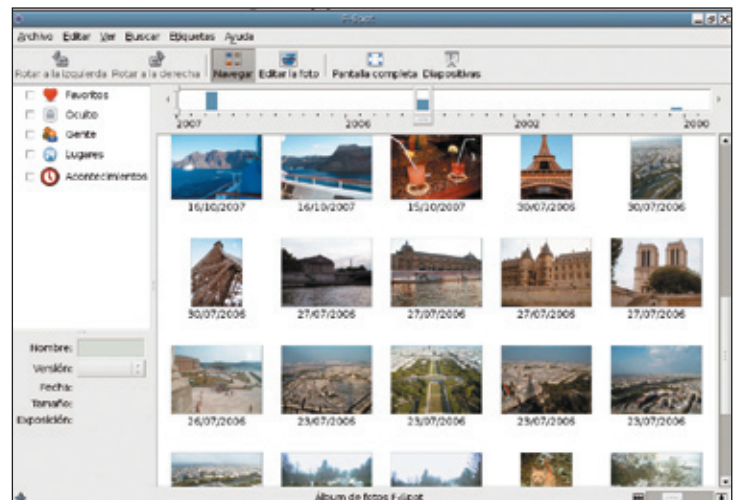 F-Spot
Archivo Editar Ver Buscar Etiquetas Ayuda
Rotar a la izquierda Rotar a la derecha Navegar Editar la foto Pantalla completa Diapositivas
Favoritos
Oculto
Gente
Lugares
Acontecimientos
2007 2006 2002 2000
16/10/2007 16/10/2007 15/10/2007 30/07/2006 30/07/2006
30/07/2006 27/07/2006 27/07/2006 27/07/2006 27/07/2006
26/07/2006 23/07/2006 23/07/2006 23/07/2006 23/07/2006
Nombre:
Versión:
Fecha:
Tamaño:
Exposición:
Álbum de fotos F-Spot